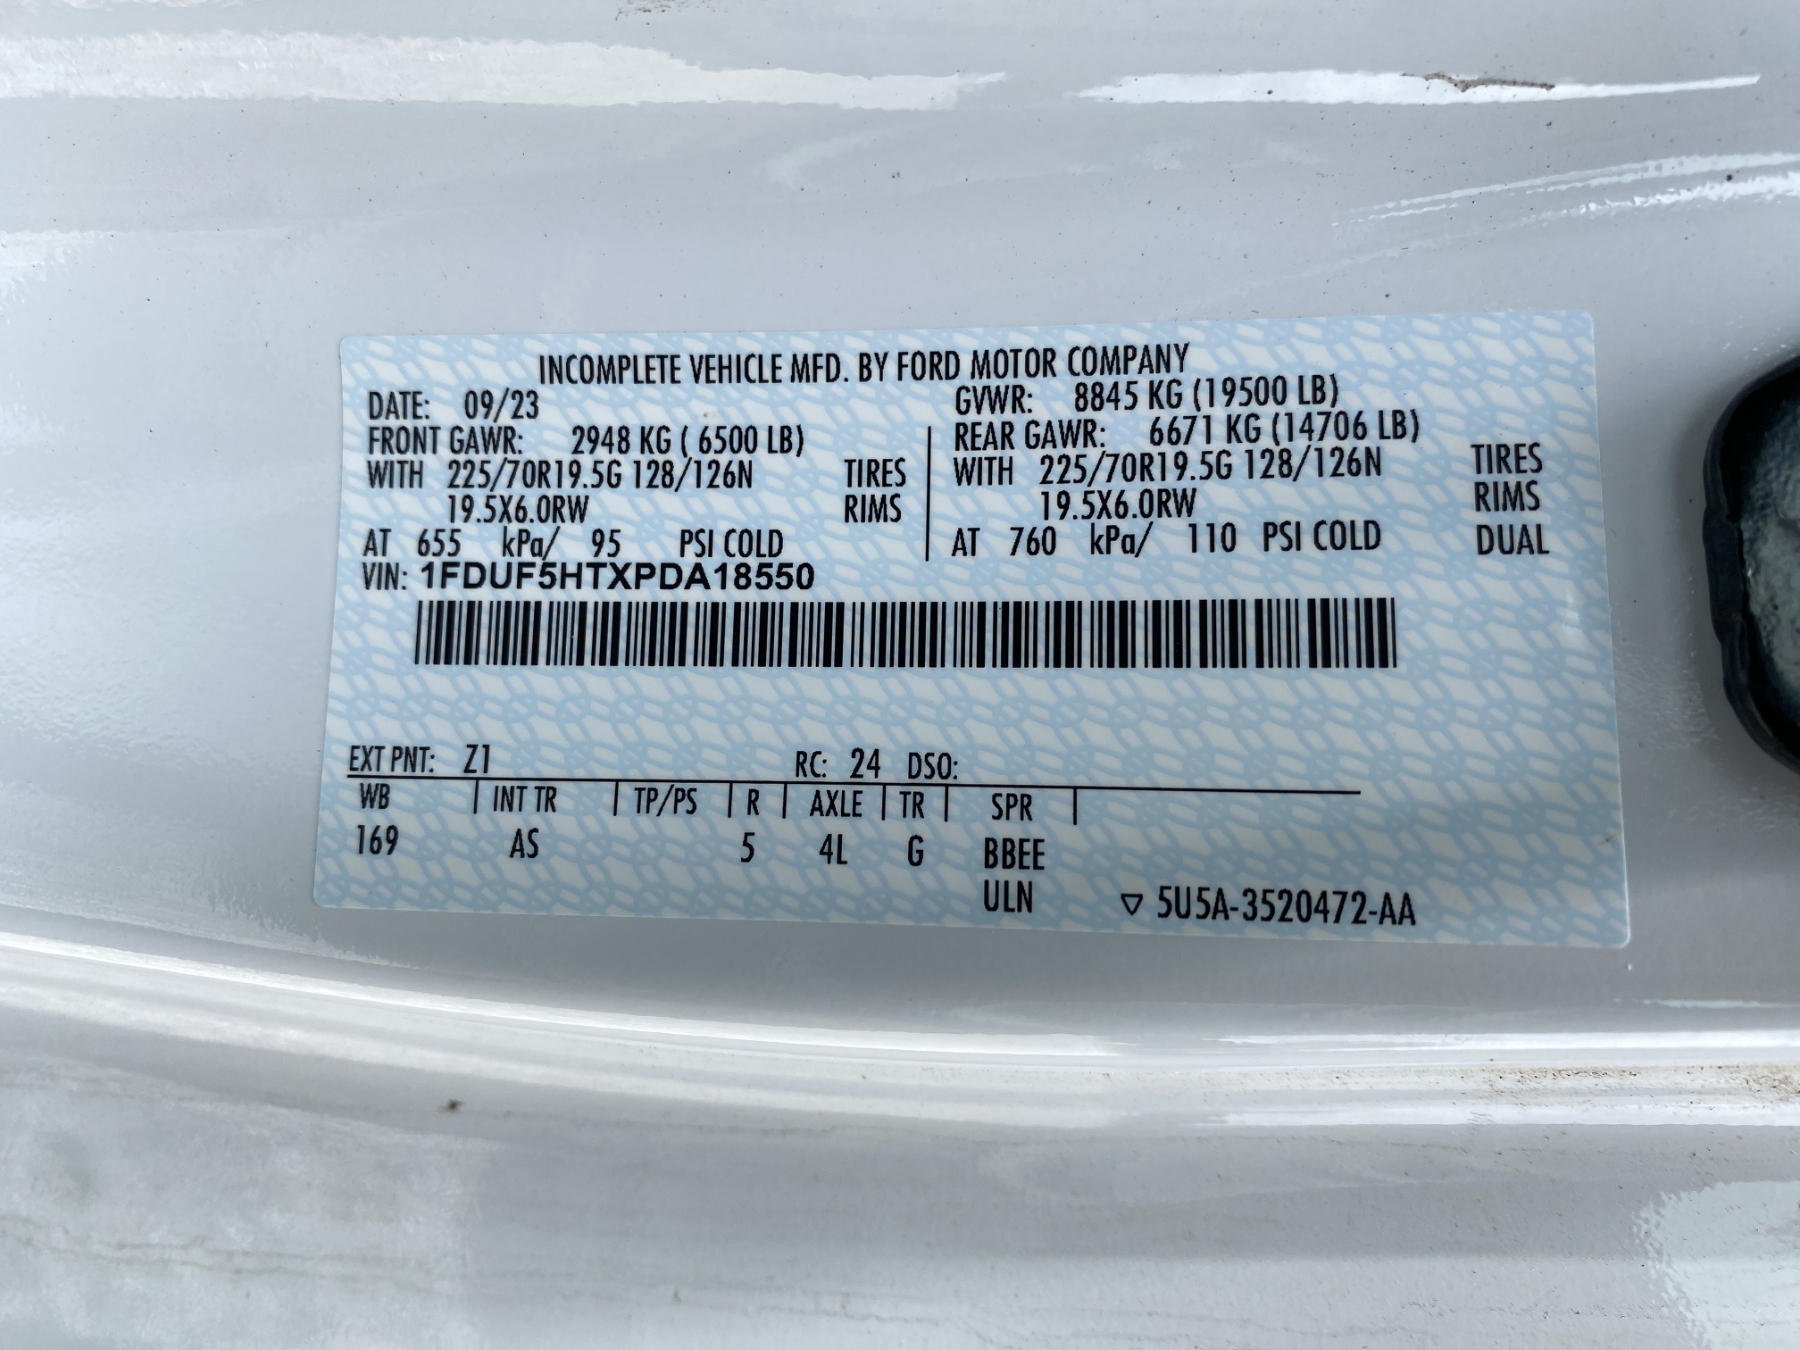 INCOMPLETE VEHICLE MFD. BY FORD MOTOR COMPANY
DATE: 09/23 GVWR: 8845 KG (19500 LB)
FRONT GAWR: 2948 KG ( 6500 LB) REAR GAWR: 6671 KG (14706 LB)
WITH 225/70R19.5G 128/126N TIRES WITH 225/70R19.5G 128/126N TIRES
19.5X6.0RW RIMS 19.5X6.0RW RIMS
AT 655 kPa/ 95 PSI COLD AT 760 kPa/ 110 PSI COLD DUAL
VIN: 1FDUF5HTXPDA18550
EXT PNT: Z1 RC: 24 DSO:
WB INT TR TP/PS R AXLE TR SPR
169 AS 5 4L G BBEE
ULN ▽ 5U5A-3520472-AA